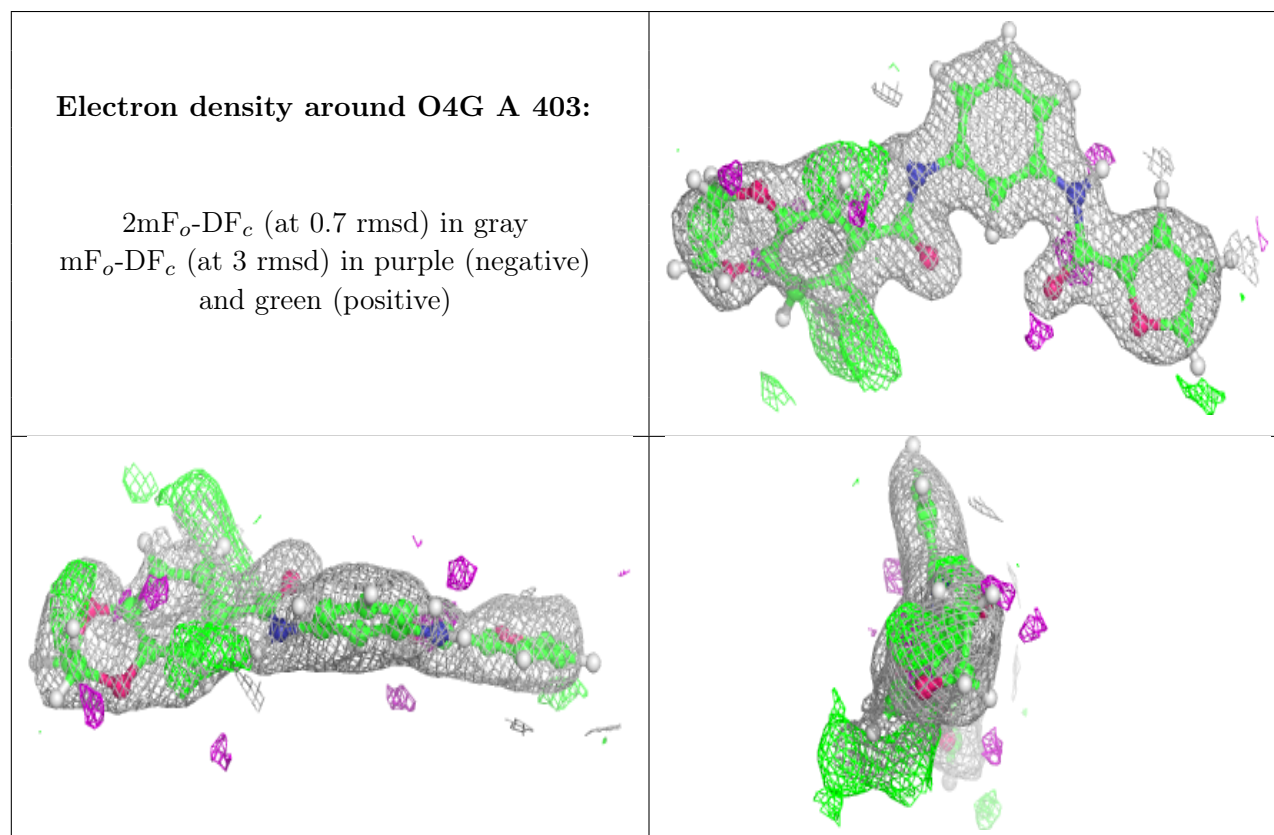 Electron density around O4G A 403:
2mFo-DFc (at 0.7 rmsd) in gray
mFo-DFc (at 3 rmsd) in purple (negative)
and green (positive)